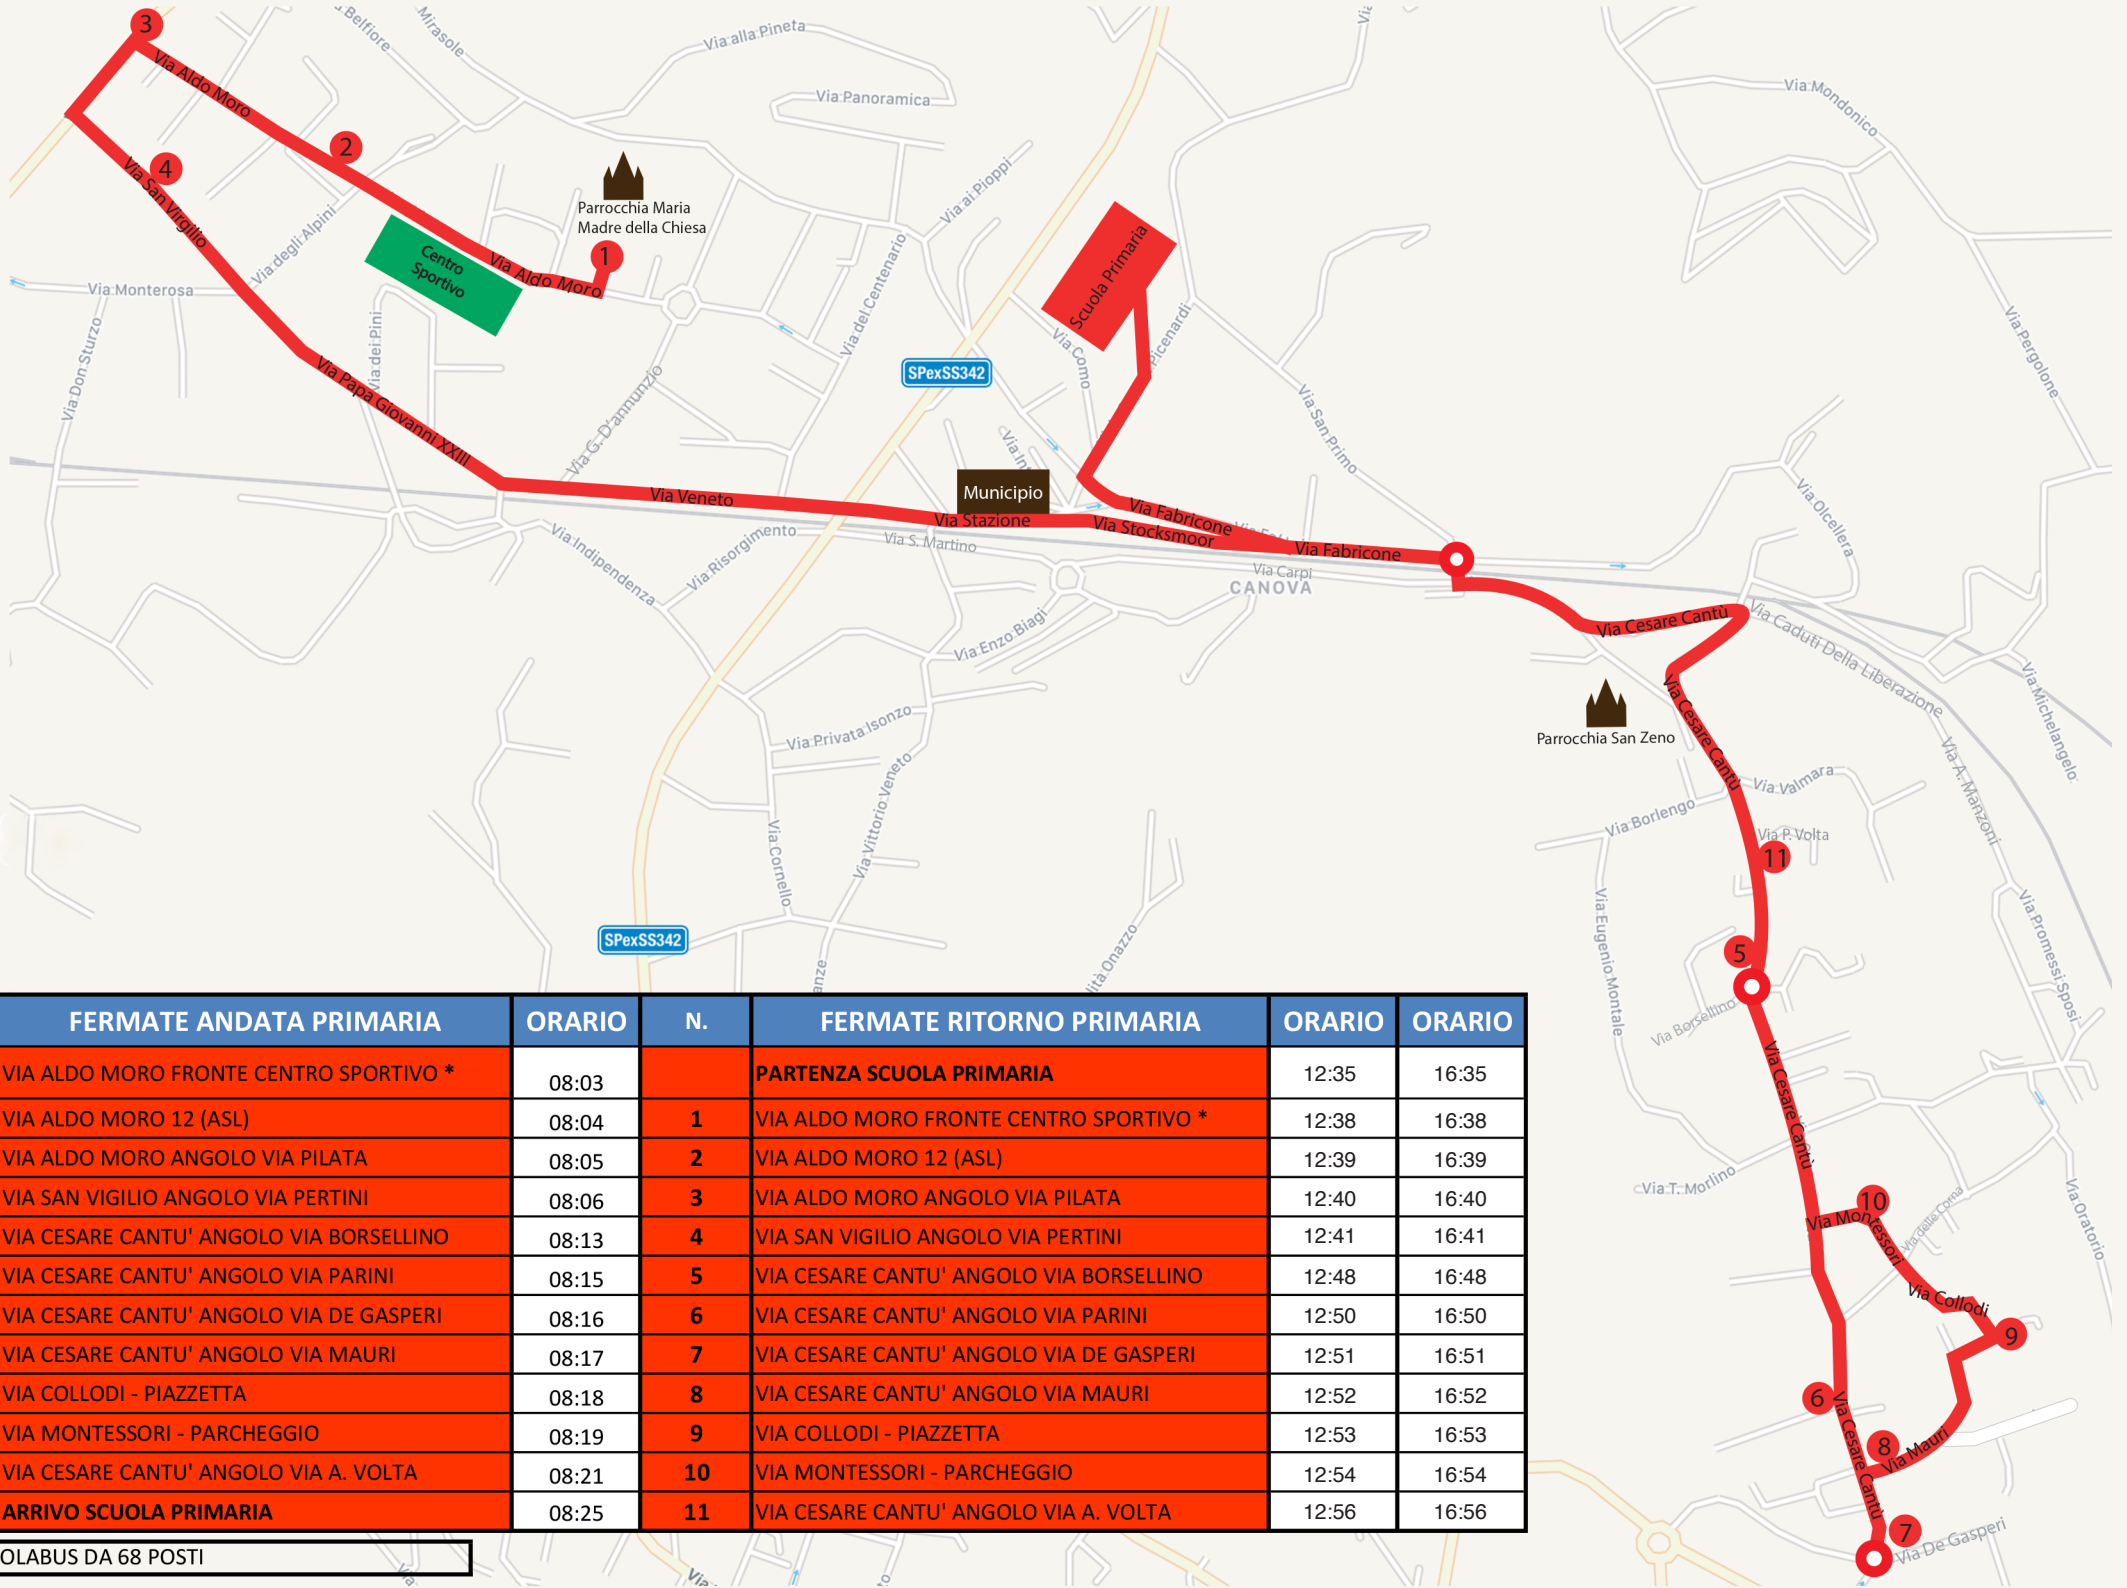 3
Via Belfiore
Mirasole
Via alla Pineta
Via Aldo Moro
Via Panoramica
Via Mondonico
2
4
Via San Virgilio
Parrocchia Maria
Madre della Chiesa
Via ai Pioppi
Via degli Alpini
1
Centro
Sportivo
Via Aldo Moro
Via Monterosa
Scuola Primaria
Via del Centenario
Picenardi
Via Como
Via Pergolone
Via Don Sturzo
Via dei Pini
SPexSS342
Via Papa Giovanni XXIII
Via G. D'annunzio
Via San Primo
Municipio
Via Veneto
Via Stazione
Via Fabricone
Via Stocksmoor
Via Fabricone
Via Olcellera
Via Indipendenza
Via Risorgimento
Via S. Martino
Via Carpi
CANOVA
Via Enzo Biagi
Via Cesare Cantù
Via Caduti Della Liberazione
Via Cesare Cantù
Via Michelangelo
Parrocchia San Zeno
Via Privata Isonzo
Via Vittorio Veneto
Via Cornello
Via Valmara
Via Borlengo
Via A. Manzoni
Via P. Volta
11
Via Eugenio Montale
Via Promessi Sposi
SPexSS342
5
Via Borsellino
Via Cesare Cantù
Via T. Morlino
Via Oratorio
10
Via Montessori
Via delle Corna
Via Collodi
9
6
Via Cesare Cantù
8
Via Mauri
7
Via De Gasperi
FERMATE ANDATA PRIMARIA ORARIO N. FERMATE RITORNO PRIMARIA ORARIO ORARIO
VIA ALDO MORO FRONTE CENTRO SPORTIVO * 08:03 PARTENZA SCUOLA PRIMARIA 12:35 16:35
VIA ALDO MORO 12 (ASL) 08:04 1 VIA ALDO MORO FRONTE CENTRO SPORTIVO * 12:38 16:38
VIA ALDO MORO ANGOLO VIA PILATA 08:05 2 VIA ALDO MORO 12 (ASL) 12:39 16:39
VIA SAN VIGILIO ANGOLO VIA PERTINI 08:06 3 VIA ALDO MORO ANGOLO VIA PILATA 12:40 16:40
VIA CESARE CANTU' ANGOLO VIA BORSELLINO 08:13 4 VIA SAN VIGILIO ANGOLO VIA PERTINI 12:41 16:41
VIA CESARE CANTU' ANGOLO VIA PARINI 08:15 5 VIA CESARE CANTU' ANGOLO VIA BORSELLINO 12:48 16:48
VIA CESARE CANTU' ANGOLO VIA DE GASPERI 08:16 6 VIA CESARE CANTU' ANGOLO VIA PARINI 12:50 16:50
VIA CESARE CANTU' ANGOLO VIA MAURI 08:17 7 VIA CESARE CANTU' ANGOLO VIA DE GASPERI 12:51 16:51
VIA COLLODI - PIAZZETTA 08:18 8 VIA CESARE CANTU' ANGOLO VIA MAURI 12:52 16:52
VIA MONTESSORI - PARCHEGGIO 08:19 9 VIA COLLODI - PIAZZETTA 12:53 16:53
VIA CESARE CANTU' ANGOLO VIA A. VOLTA 08:21 10 VIA MONTESSORI - PARCHEGGIO 12:54 16:54
ARRIVO SCUOLA PRIMARIA 08:25 11 VIA CESARE CANTU' ANGOLO VIA A. VOLTA 12:56 16:56
OLABUS DA 68 POSTI